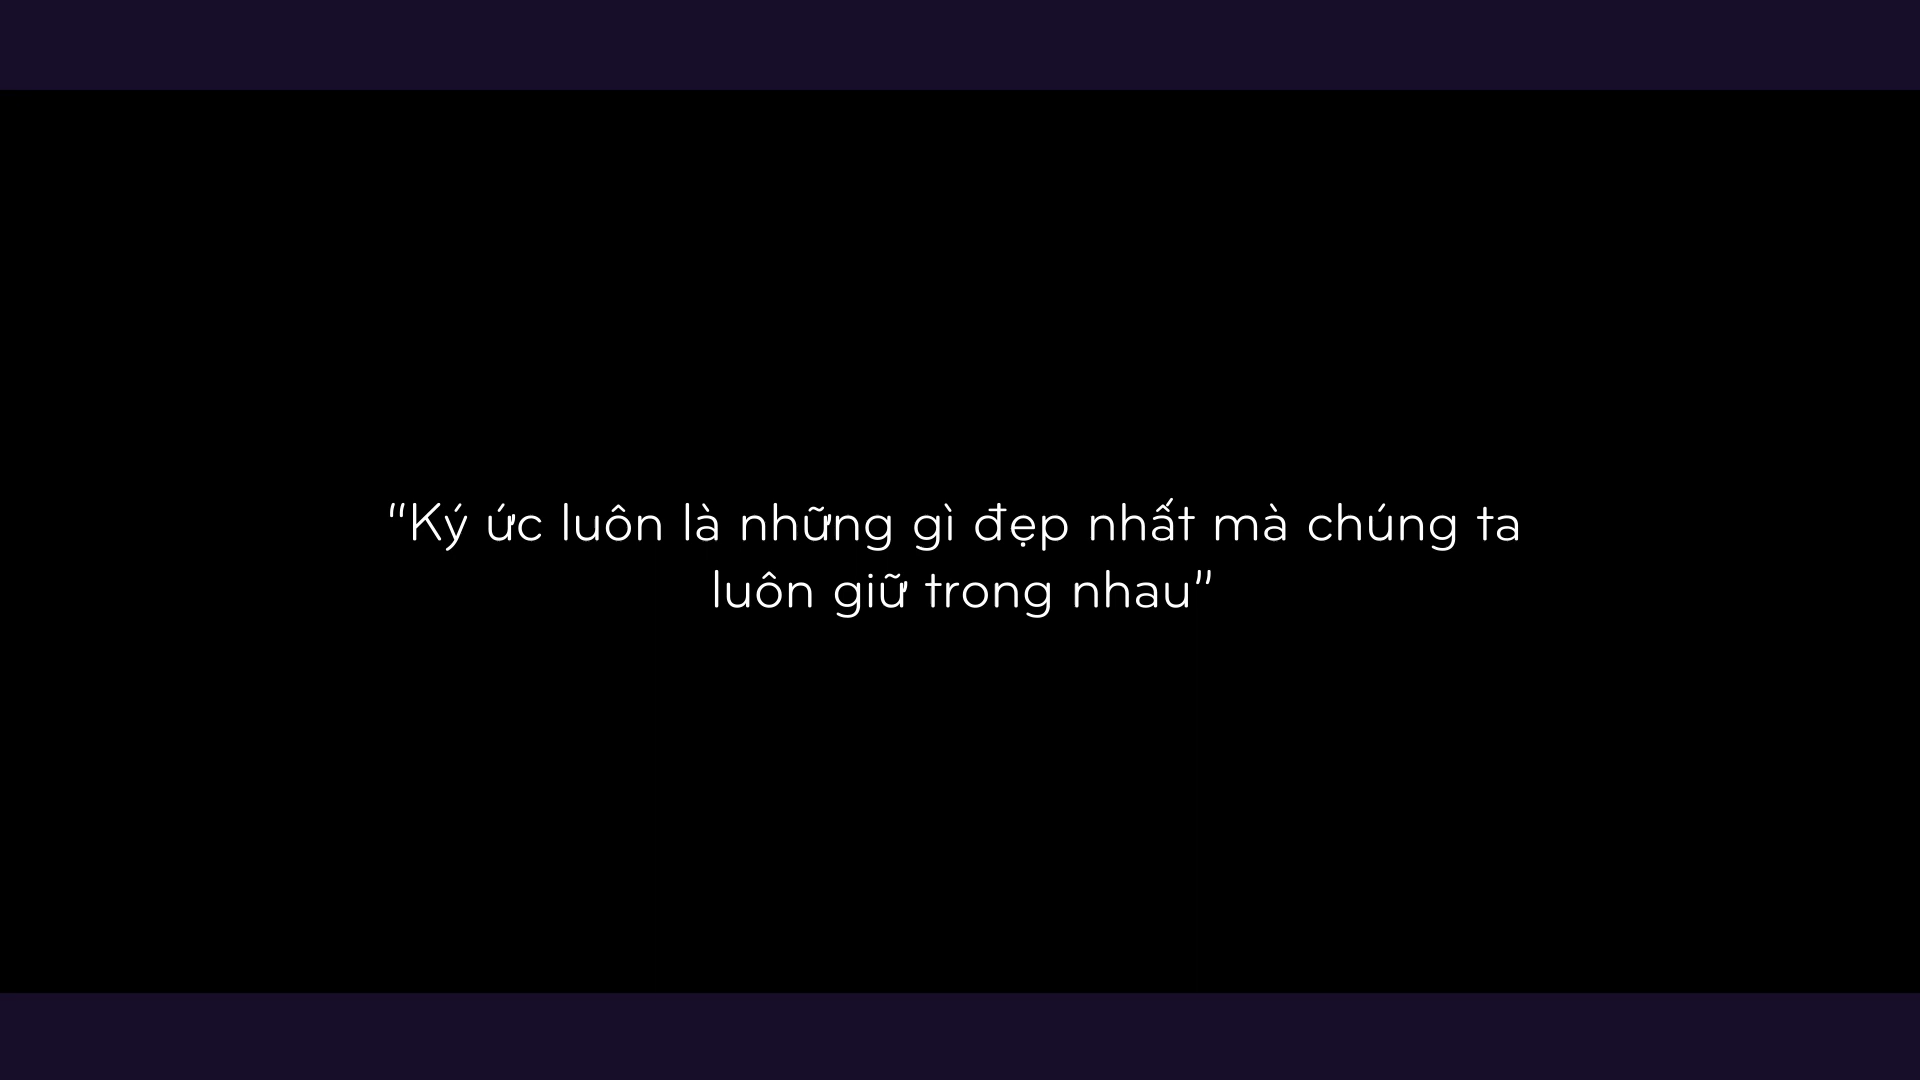 “Ký ức luôn là những gì đẹp nhất mà chúng ta
luôn giữ trong nhau”